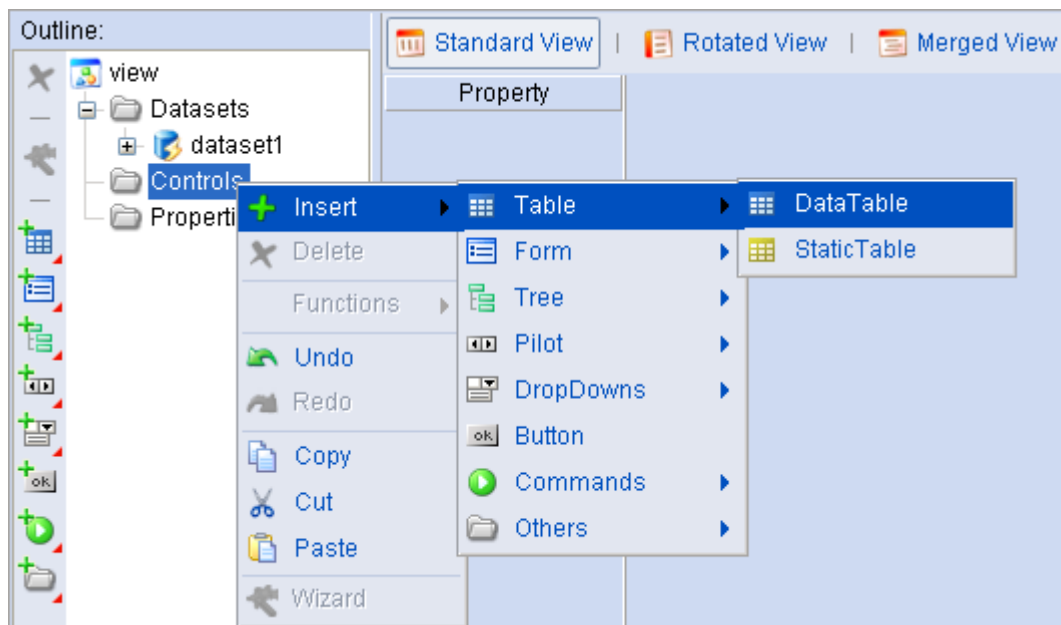 Outline:
Standard View | Rotated View | Merged View
view
Property
Datasets
dataset1
Controls
Properti
Insert
Table
DataTable
Delete
Form
StaticTable
Functions
Tree
Undo
Pilot
Redo
DropDowns
Button
Copy
Commands
Cut
Others
Paste
Wizard
ok
ok